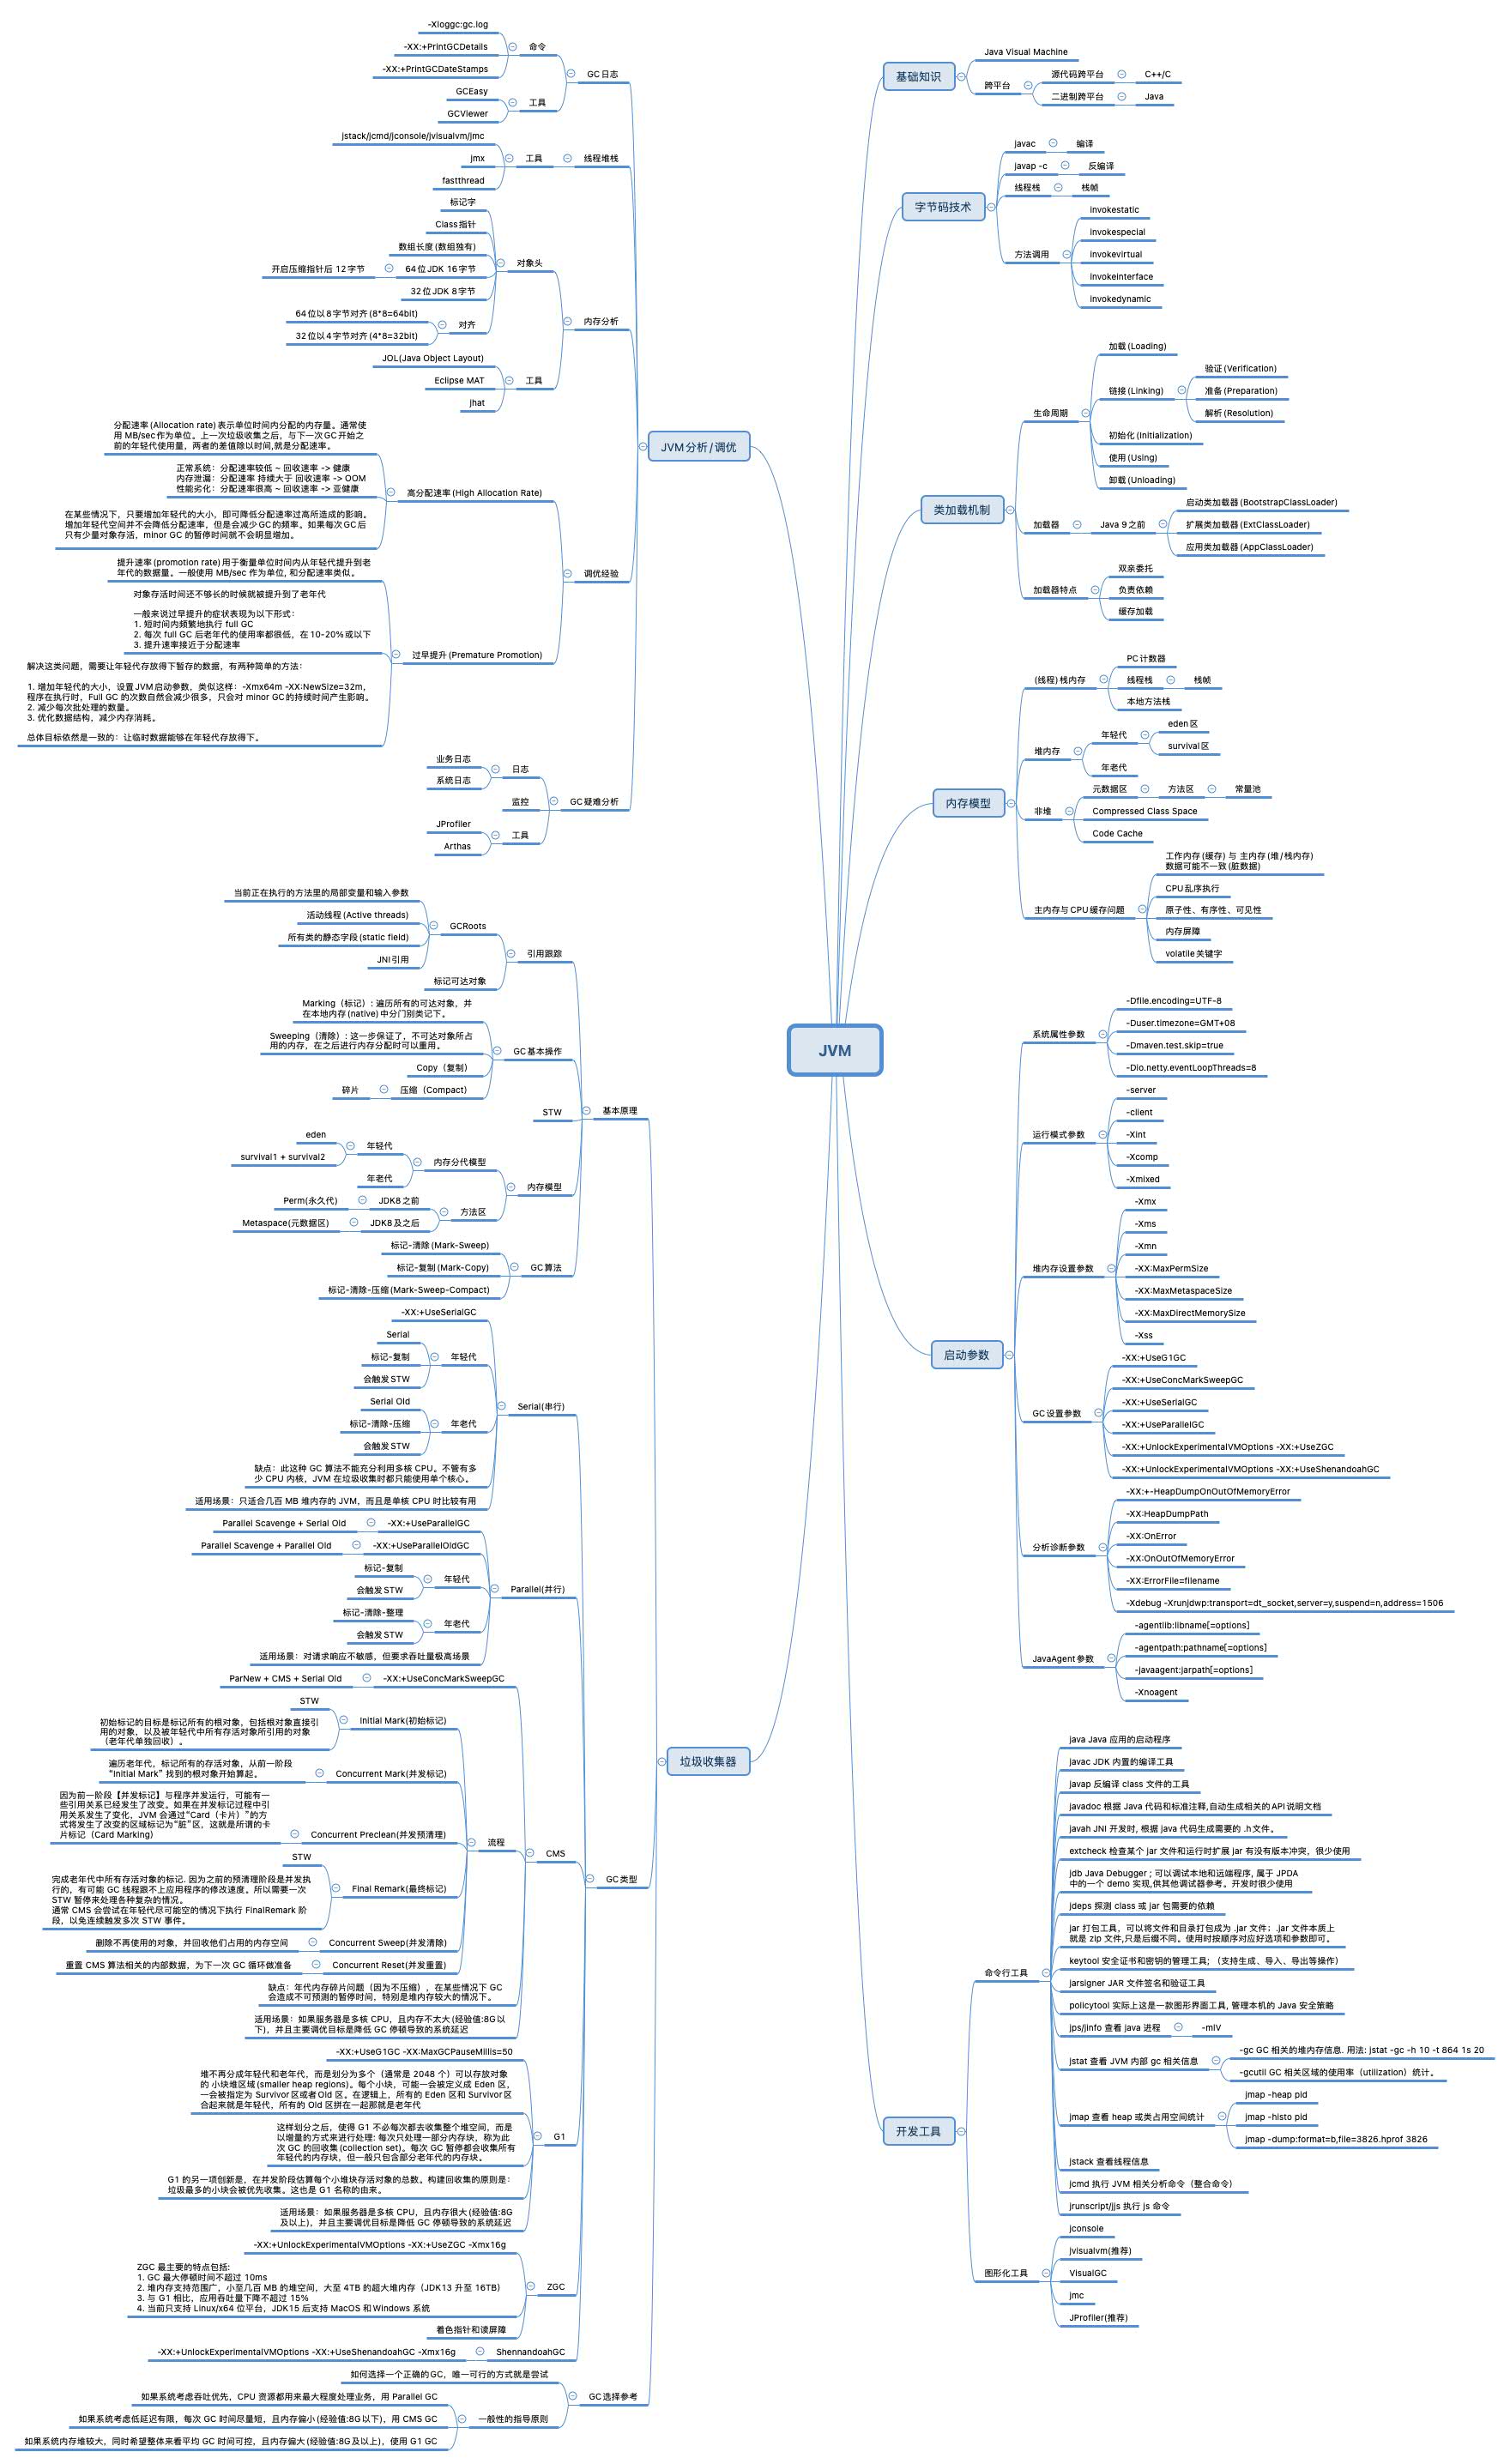 JVM
基础知识
Java Visual Machine
跨平台
源代码跨平台
C++/C
二进制跨平台
Java
字节码技术
javac
编译
javap -c
反编译
线程栈
栈帧
方法调用
invokestatic
invokespecial
invokevirtual
invokeinterface
invokedynamic
类加载机制
生命周期
加载 (Loading)
链接 (Linking)
验证 (Verification)
准备 (Preparation)
解析 (Resolution)
初始化 (Initialization)
使用 (Using)
卸载 (Unloading)
加载器
Java 9 之前
启动类加载器 (BootstrapClassLoader)
扩展类加载器 (ExtClassLoader)
应用类加载器 (AppClassLoader)
加载器特点
双亲委托
负责依赖
缓存加载
内存模型
(线程) 栈内存
PC 计数器
线程栈
栈帧
本地方法栈
堆内存
年轻代
eden 区
survival 区
年老代
非堆
元数据区
方法区
常量池
Compressed Class Space
Code Cache
主内存与 CPU 缓存问题
工作内存 (缓存) 与 主内存 (堆 / 栈内存)
数据可能不一致 (脏数据)
CPU 乱序执行
原子性、有序性、可见性
内存屏障
volatile 关键字
启动参数
系统属性参数
-Dfile.encoding=UTF-8
-Duser.timezone=GMT+08
-Dmaven.test.skip=true
-Dio.netty.eventLoopThreads=8
运行模式参数
-server
-client
-Xint
-Xcomp
-Xmixed
堆内存设置参数
-Xmx
-Xms
-Xmn
-XX:MaxPermSize
-XX:MaxMetaspaceSize
-XX:MaxDirectMemorySize
-Xss
GC 设置参数
-XX:+UseG1GC
-XX:+UseConcMarkSweepGC
-XX:+UseSerialGC
-XX:+UseParallelGC
-XX:+UnlockExperimentalVMOptions -XX:+UseZGC
-XX:+UnlockExperimentalVMOptions -XX:+UseShenandoahGC
分析诊断参数
-XX:+-HeapDumpOnOutOfMemoryError
-XX:HeapDumpPath
-XX:OnError
-XX:OnOutOfMemoryError
-XX:ErrorFile=filename
-Xdebug -Xrunjdwp:transport=dt_socket,server=y,suspend=n,address=1506
JavaAgent 参数
-agentlib:libname[=options]
-agentpath:pathname[=options]
-javaagent:jarpath[=options]
-Xnoagent
开发工具
命令行工具
java Java 应用的启动程序
javac JDK 内置的编译工具
javap 反编译 class 文件的工具
javadoc 根据 Java 代码和标准注释,自动生成相关的 API 说明文档
javah JNI 开发时, 根据 java 代码生成需要的 .h 文件。
extcheck 检查某个 jar 文件和运行时扩展 jar 有没有版本冲突，很少使用
jdb Java Debugger ; 可以调试本地和远端程序, 属于 JPDA
中的一个 demo 实现,供其他调试器参考。开发时很少使用
jdeps 探测 class 或 jar 包需要的依赖
jar 打包工具，可以将文件和目录打包成为 .jar 文件；.jar 文件本质上
就是 zip 文件,只是后缀不同。使用时按顺序对应好选项和参数即可。
keytool 安全证书和密钥的管理工具; （支持生成、导入、导出等操作）
jarsigner JAR 文件签名和验证工具
policytool 实际上这是一款图形界面工具, 管理本机的 Java 安全策略
jps/jinfo 查看 java 进程
-mlV
jstat 查看 JVM 内部 gc 相关信息
-gc GC 相关的堆内存信息. 用法: jstat -gc -h 10 -t 864 1s 20
-gcutil GC 相关区域的使用率（utilization）统计。
jmap 查看 heap 或类占用空间统计
jmap -heap pid
jmap -histo pid
jmap -dump:format=b,file=3826.hprof 3826
jstack 查看线程信息
jcmd 执行 JVM 相关分析命令（整合命令）
jrunscript/jjs 执行 js 命令
图形化工具
jconsole
jvisualvm(推荐)
VisualGC
jmc
JProfiler(推荐)
JVM 分析 / 调优
GC 日志
命令
-Xloggc:gc.log
-XX:+PrintGCDetails
-XX:+PrintGCDateStamps
工具
GCEasy
GCViewer
线程堆栈
工具
jstack/jcmd/jconsole/jvisualvm/jmc
jmx
fastthread
内存分析
对象头
标记字
Class 指针
数组长度 (数组独有)
64 位 JDK 16 字节
开启压缩指针后 12 字节
32 位 JDK 8 字节
对齐
64 位以 8 字节对齐 (8*8=64bit)
32 位以 4 字节对齐 (4*8=32bit)
工具
JOL(Java Object Layout)
Eclipse MAT
jhat
调优经验
高分配速率 (High Allocation Rate)
分配速率 (Allocation rate) 表示单位时间内分配的内存量。通常使
用 MB/sec 作为单位。上一次垃圾收集之后，与下一次 GC 开始之
前的年轻代使用量，两者的差值除以时间,就是分配速率。
正常系统：分配速率较低 ~ 回收速率 -> 健康
内存泄漏：分配速率 持续大于 回收速率 -> OOM
性能劣化：分配速率很高 ~ 回收速率 -> 亚健康
在某些情况下，只要增加年轻代的大小，即可降低分配速率过高所造成的影响。
增加年轻代空间并不会降低分配速率，但是会减少 GC 的频率。如果每次 GC 后
只有少量对象存活，minor GC 的暂停时间就不会明显增加。
过早提升 (Premature Promotion)
提升速率 (promotion rate) 用于衡量单位时间内从年轻代提升到老
年代的数据量。一般使用 MB/sec 作为单位, 和分配速率类似。
对象存活时间还不够长的时候就被提升到了老年代
一般来说过早提升的症状表现为以下形式：
1. 短时间内频繁地执行 full GC
2. 每次 full GC 后老年代的使用率都很低，在 10-20% 或以下
3. 提升速率接近于分配速率
解决这类问题，需要让年轻代存放得下暂存的数据，有两种简单的方法：
1. 增加年轻代的大小，设置 JVM 启动参数，类似这样：-Xmx64m -XX:NewSize=32m,
程序在执行时，Full GC 的次数自然会减少很多，只会对 minor GC 的持续时间产生影响。
2. 减少每次批处理的数量。
3. 优化数据结构，减少内存消耗。
总体目标依然是一致的：让临时数据能够在年轻代存放得下。
GC 疑难分析
日志
业务日志
系统日志
监控
工具
JProfiler
Arthas
垃圾收集器
基本原理
引用跟踪
GCRoots
当前正在执行的方法里的局部变量和输入参数
活动线程 (Active threads)
所有类的静态字段 (static field)
JNI 引用
标记可达对象
GC 基本操作
Marking（标记）: 遍历所有的可达对象，并
在本地内存 (native) 中分门别类记下。
Sweeping（清除）: 这一步保证了，不可达对象所占
用的内存，在之后进行内存分配时可以重用。
Copy（复制）
压缩（Compact）
碎片
STW
内存模型
内存分代模型
年轻代
eden
survival1 + survival2
年老代
方法区
JDK8 之前
Perm(永久代)
JDK8 及之后
Metaspace(元数据区)
GC 算法
标记-清除 (Mark-Sweep)
标记-复制 (Mark-Copy)
标记-清除-压缩 (Mark-Sweep-Compact)
GC 类型
Serial(串行)
-XX:+UseSerialGC
年轻代
Serial
标记-复制
会触发 STW
年老代
Serial Old
标记-清除-压缩
会触发 STW
缺点：此这种 GC 算法不能充分利用多核 CPU。不管有多
少 CPU 内核，JVM 在垃圾收集时都只能使用单个核心。
适用场景：只适合几百 MB 堆内存的 JVM，而且是单核 CPU 时比较有用
Parallel(并行)
-XX:+UseParallelGC
Parallel Scavenge + Serial Old
-XX:+UseParallelOldGC
Parallel Scavenge + Parallel Old
年轻代
标记-复制
会触发 STW
年老代
标记-清除-整理
会触发 STW
适用场景：对请求响应不敏感，但要求吞吐量极高场景
CMS
-XX:+UseConcMarkSweepGC
ParNew + CMS + Serial Old
流程
Initial Mark(初始标记)
STW
初始标记的目标是标记所有的根对象，包括根对象直接引
用的对象，以及被年轻代中所有存活对象所引用的对象
（老年代单独回收）。
Concurrent Mark(并发标记)
遍历老年代，标记所有的存活对象，从前一阶段
“Initial Mark” 找到的根对象开始算起。
Concurrent Preclean(并发预清理)
因为前一阶段【并发标记】与程序并发运行，可能有一
些引用关系已经发生了改变。如果在并发标记过程中引
用关系发生了变化，JVM 会通过“Card（卡片）”的方
式将发生了改变的区域标记为“脏”区，这就是所谓的卡
片标记（Card Marking）
Final Remark(最终标记)
STW
完成老年代中所有存活对象的标记. 因为之前的预清理阶段是并发执
行的，有可能 GC 线程跟不上应用程序的修改速度。所以需要一次
STW 暂停来处理各种复杂的情况。
通常 CMS 会尝试在年轻代尽可能空的情况下执行 FinalRemark 阶
段，以免连续触发多次 STW 事件。
Concurrent Sweep(并发清除)
删除不再使用的对象，并回收他们占用的内存空间
Concurrent Reset(并发重置)
重置 CMS 算法相关的内部数据，为下一次 GC 循环做准备
缺点：年代内存碎片问题（因为不压缩），在某些情况下 GC
会造成不可预测的暂停时间，特别是堆内存较大的情况下。
适用场景：如果服务器是多核 CPU，且内存不太大 (经验值:8G 以
下)，并且主要调优目标是降低 GC 停顿导致的系统延迟
G1
-XX:+UseG1GC -XX:MaxGCPauseMillis=50
堆不再分成年轻代和老年代，而是划分为多个（通常是 2048 个）可以存放对象
的 小块堆区域 (smaller heap regions)。每个小块，可能一会被定义成 Eden 区，
一会被指定为 Survivor 区或者 Old 区。在逻辑上，所有的 Eden 区和 Survivor 区
合起来就是年轻代，所有的 Old 区拼在一起那就是老年代
这样划分之后，使得 G1 不必每次都去收集整个堆空间，而是
以增量的方式来进行处理: 每次只处理一部分内存块，称为此
次 GC 的回收集 (collection set)。每次 GC 暂停都会收集所有
年轻代的内存块，但一般只包含部分老年代的内存块。
G1 的另一项创新是，在并发阶段估算每个小堆块存活对象的总数。构建回收集的原则是：
垃圾最多的小块会被优先收集。这也是 G1 名称的由来。
适用场景：如果服务器是多核 CPU，且内存很大 (经验值:8G
及以上)，并且主要调优目标是降低 GC 停顿导致的系统延迟
ZGC
-XX:+UnlockExperimentalVMOptions -XX:+UseZGC -Xmx16g
ZGC 最主要的特点包括:
1. GC 最大停顿时间不超过 10ms
2. 堆内存支持范围广，小至几百 MB 的堆空间，大至 4TB 的超大堆内存（JDK13 升至 16TB）
3. 与 G1 相比，应用吞吐量下降不超过 15%
4. 当前只支持 Linux/x64 位平台，JDK15 后支持 MacOS 和 Windows 系统
着色指针和读屏障
ShennandoahGC
-XX:+UnlockExperimentalVMOptions -XX:+UseShenandoahGC -Xmx16g
GC 选择参考
如何选择一个正确的 GC，唯一可行的方式就是尝试
一般性的指导原则
如果系统考虑吞吐优先，CPU 资源都用来最大程度处理业务，用 Parallel GC
如果系统考虑低延迟有限，每次 GC 时间尽量短，且内存偏小 (经验值:8G 以下)，用 CMS GC
如果系统内存堆较大，同时希望整体来看平均 GC 时间可控，且内存偏大 (经验值:8G 及以上)，使用 G1 GC